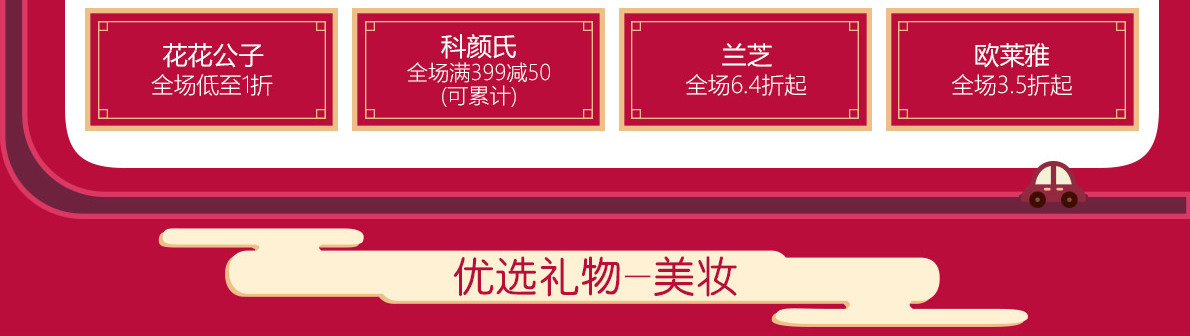 花花公子
全场低至1折
科颜氏
全场满399减50
(可累计)
兰芝
全场6.4折起
欧莱雅
全场3.5折起
优选礼物—美妆